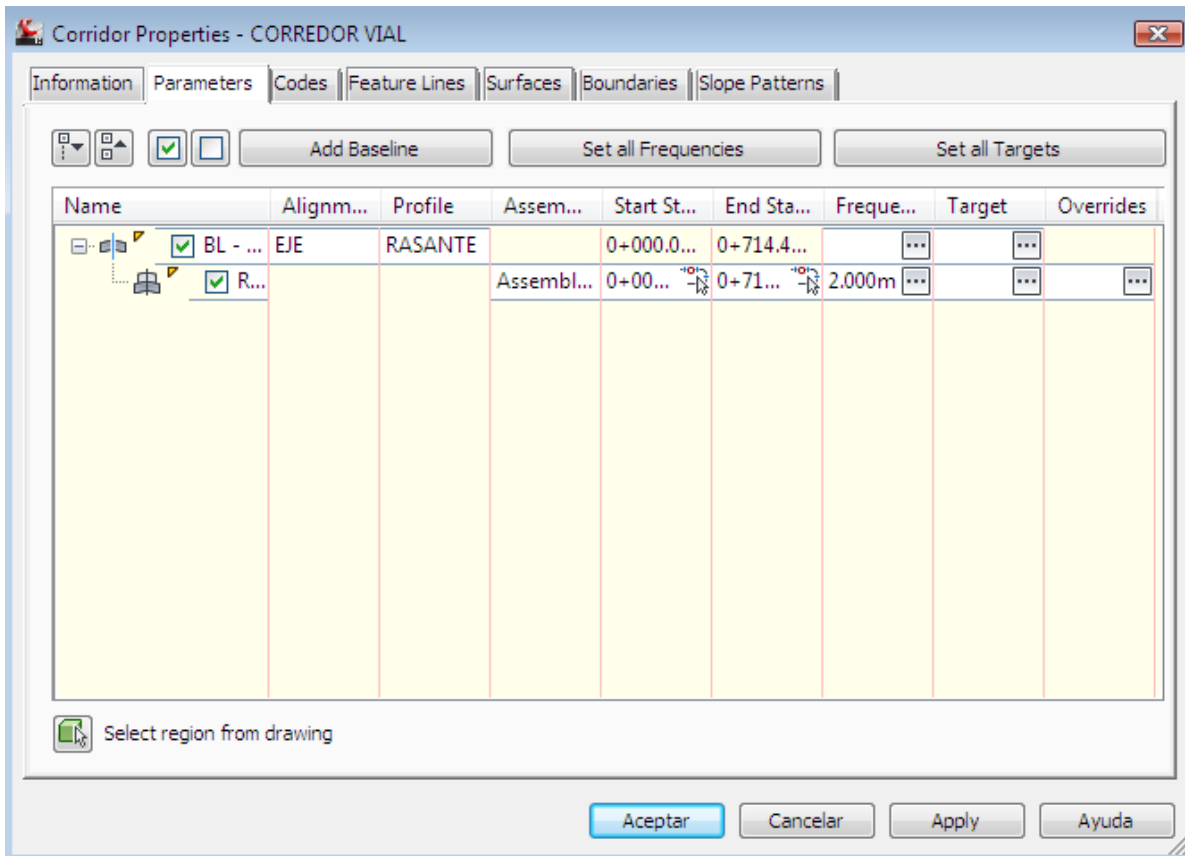 Corridor Properties - CORREDOR VIAL
Information Parameters Codes Feature Lines Surfaces Boundaries Slope Patterns
Add Baseline Set all Frequencies Set all Targets
Name Alignm... Profile Assem... Start St... End Sta... Freque... Target Overrides
BL - ... EJE RASANTE 0+000.0... 0+714.4... ... ...
R... Assembl... 0+00... 0+71... 2.000m ... ... ...
Select region from drawing
Aceptar Cancelar Apply Ayuda